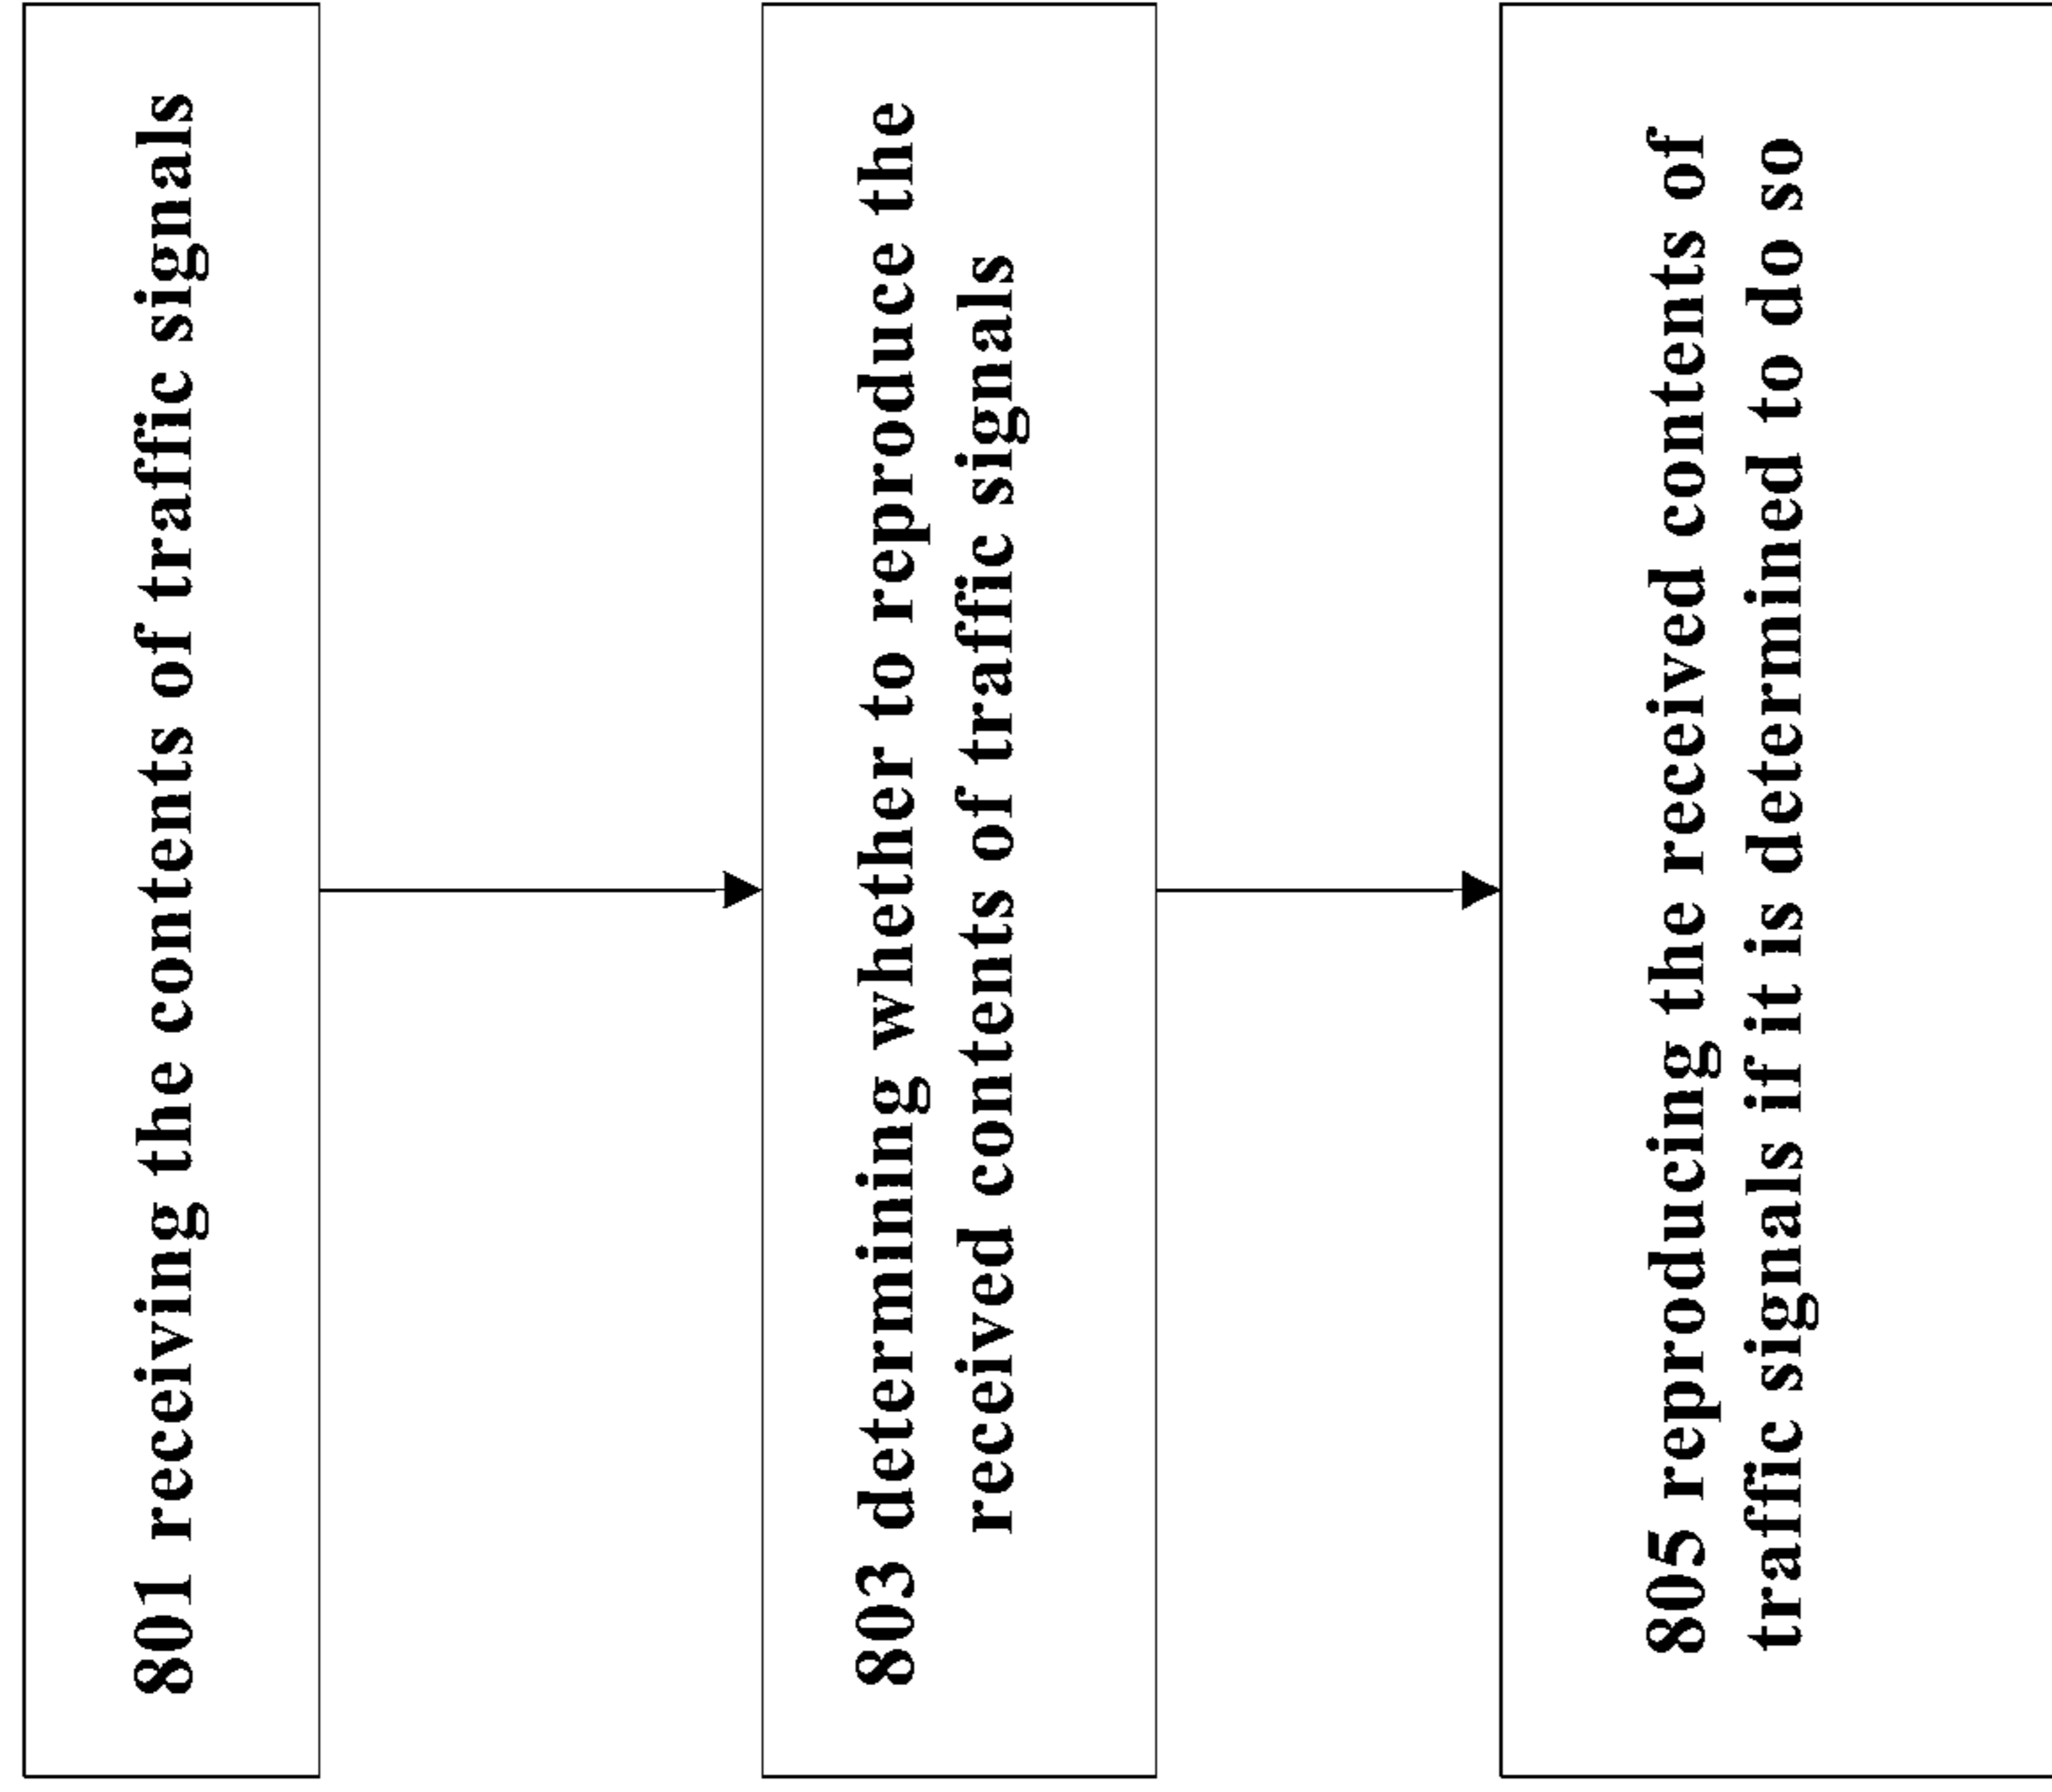 801 receiving the contents of traffic signals
803 determining whether to reproduce the
received contents of traffic signals
805 reproducing the received contents of
traffic signals if it is determined to do so